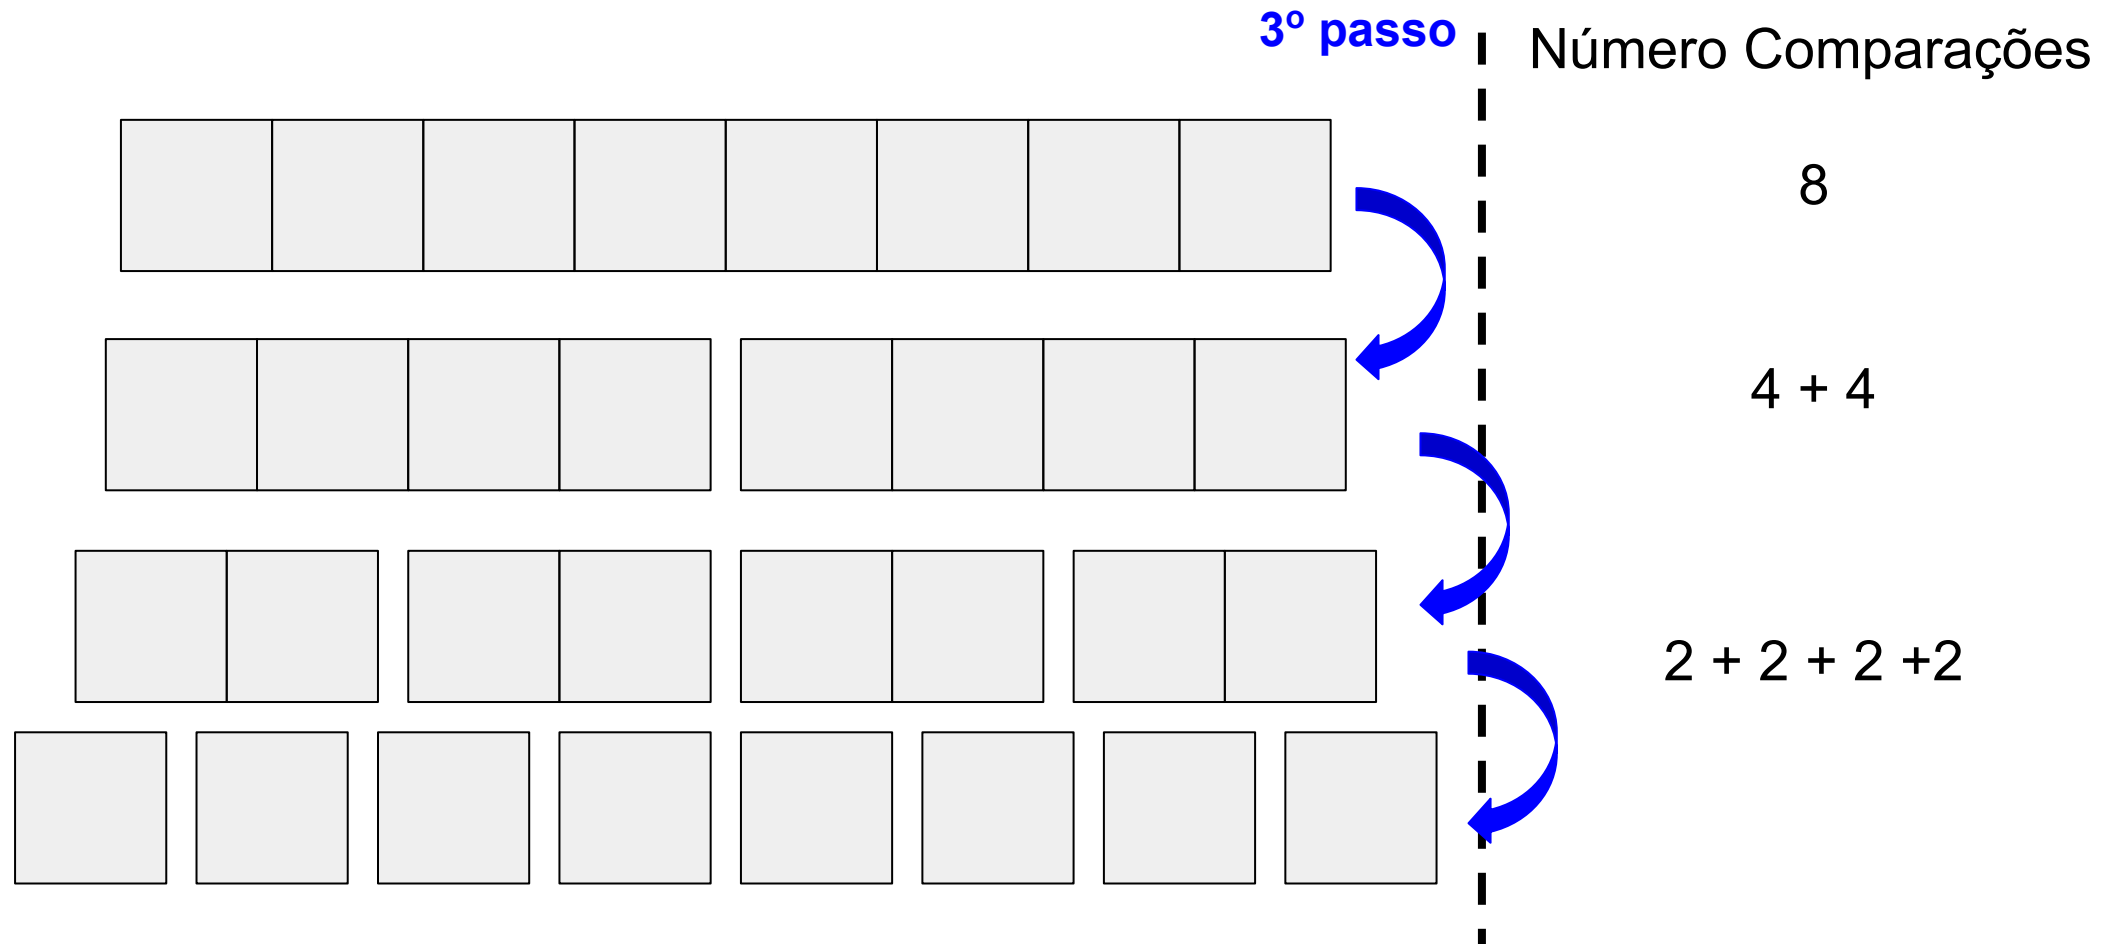 3º passo
Número Comparações
8
4 + 4
2 + 2 + 2 +2